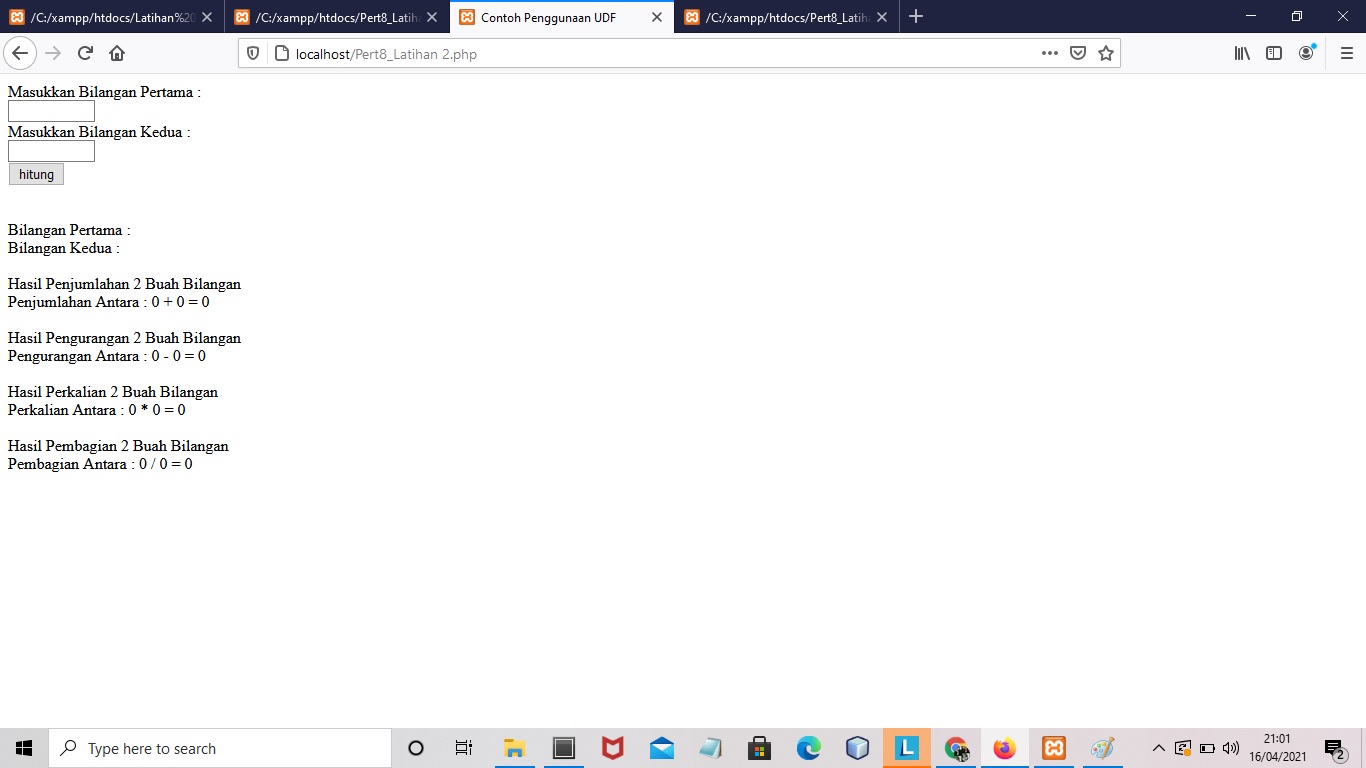 /C:/xampp/htdocs/Latihan%20
/C:/xampp/htdocs/Pert8_Latih
Contoh Penggunaan UDF
/C:/xampp/htdocs/Pert8_Latih
localhost/Pert8_Latihan 2.php
Masukkan Bilangan Pertama :
Masukkan Bilangan Kedua :
hitung
Bilangan Pertama :
Bilangan Kedua :
Hasil Penjumlahan 2 Buah Bilangan
Penjumlahan Antara : 0 + 0 = 0
Hasil Pengurangan 2 Buah Bilangan
Pengurangan Antara : 0 - 0 = 0
Hasil Perkalian 2 Buah Bilangan
Perkalian Antara : 0 * 0 = 0
Hasil Pembagian 2 Buah Bilangan
Pembagian Antara : 0 / 0 = 0
Type here to search
L
21:01
16/04/2021
2